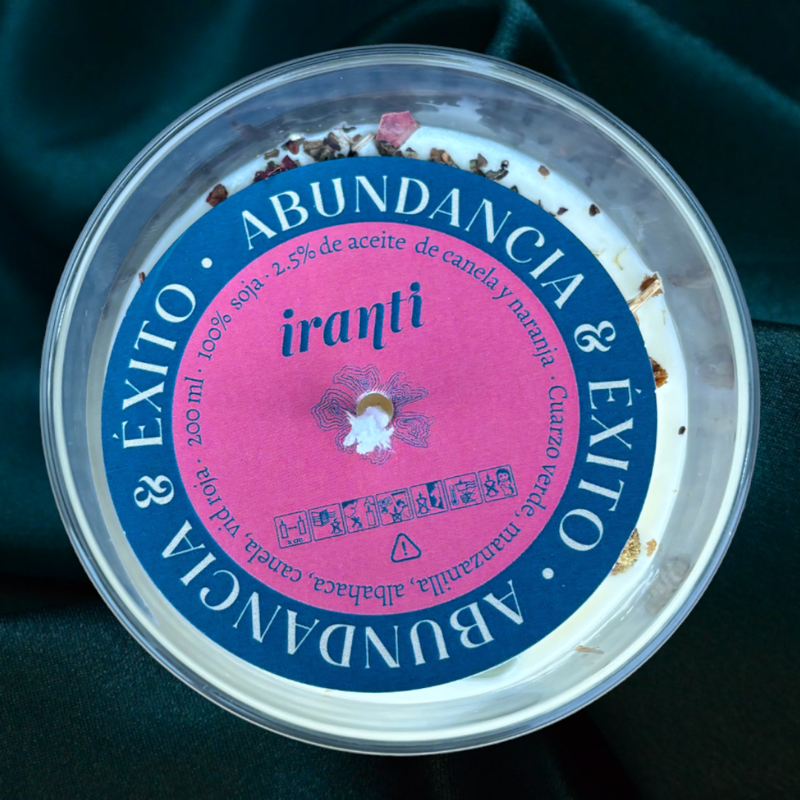 ABUNDANCIA & ÉXITO • ABUNDANCIA & ÉXITO •
200 ml · 100% soja · 2.5% de aceite de canela y naranja · Cuarzo verde, manzanilla, albahaca, canela, vid roja ·
iranti